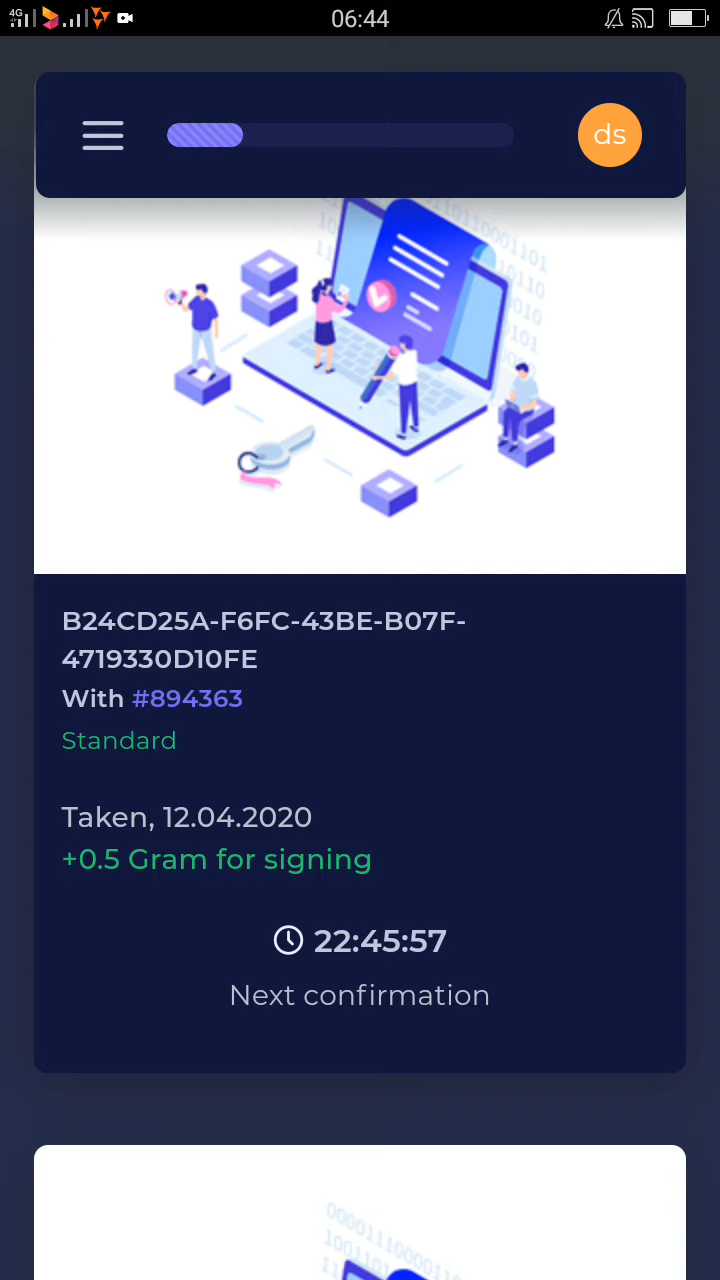 4G
06:44
ds
B24CD25A-F6FC-43BE-B07F-
4719330D10FE
With #894363
Standard
Taken, 12.04.2020
+0.5 Gram for signing
22:45:57
Next confirmation